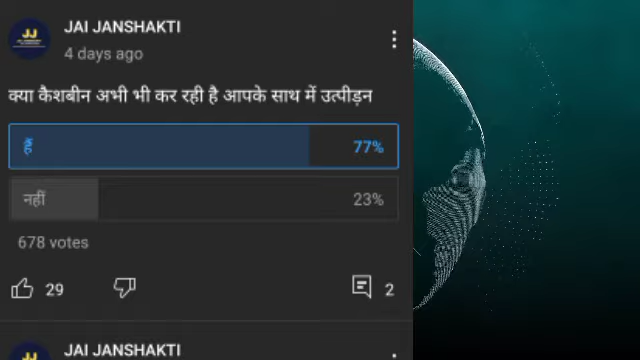 JAI JANSHAKTI
4 days ago
क्या कैशबीन अभी भी कर रही है आपके साथ में उत्पीड़न
हैं 77%
नहीं 23%
678 votes
29 2
JAI JANSHAKTI